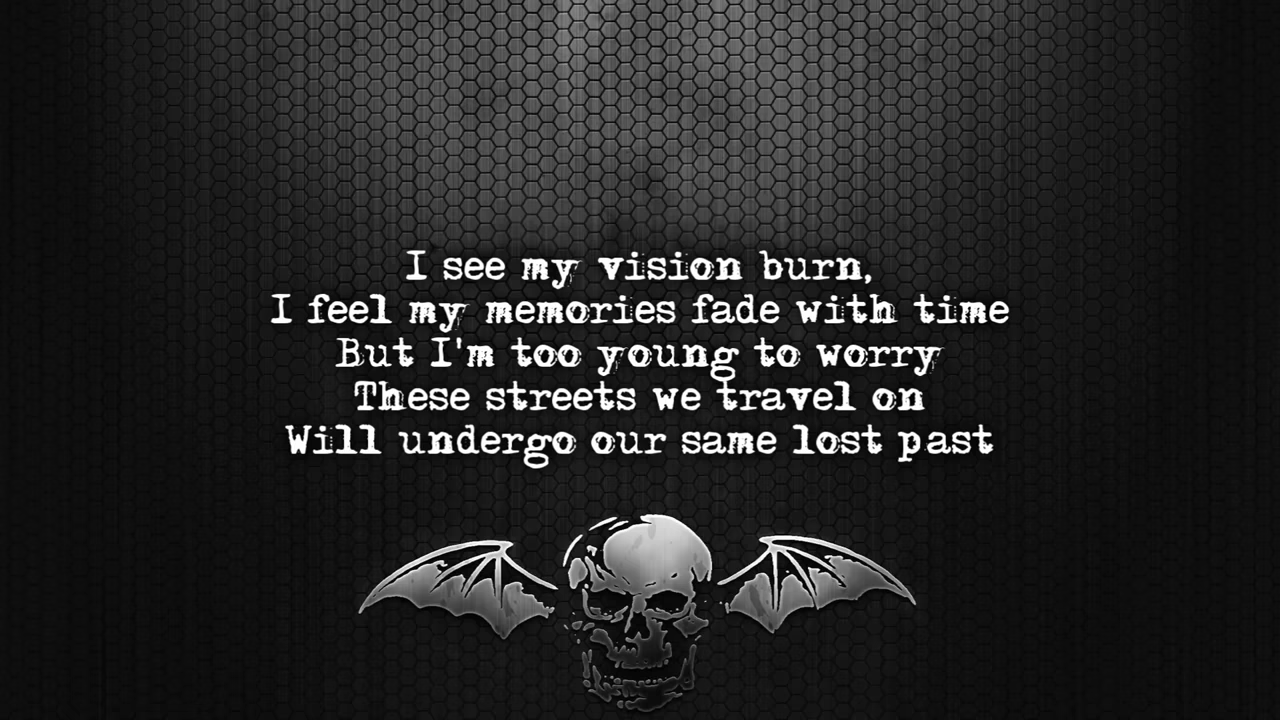 I see my vision burn,
I feel my memories fade with time
But I'm too young to worry
These streets we travel on
Will undergo our same lost past